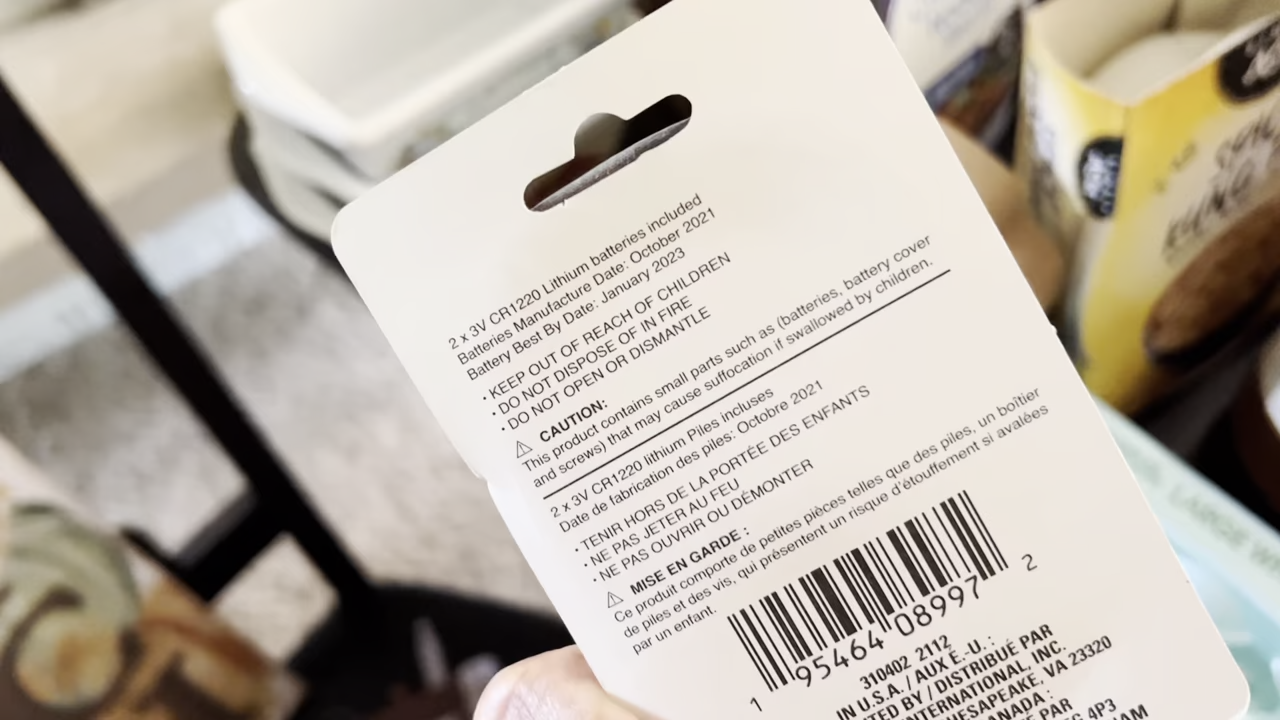 2 x 3V CR1220 Lithium batteries included
Batteries Manufacture Date: October 2021
Battery Best By Date: January 2023
• KEEP OUT OF REACH OF CHILDREN
• DO NOT DISPOSE OF IN FIRE
• DO NOT OPEN OR DISMANTLE
⚠ CAUTION:
This product contains small parts such as (batteries, battery cover
and screws) that may cause suffocation if swallowed by children.
2 x 3V CR1220 lithium Piles incluses
Date de fabrication des piles: Octobre 2021
• TENIR HORS DE LA PORTÉE DES ENFANTS
• NE PAS JETER AU FEU
• NE PAS OUVRIR OU DÉMONTER
⚠ MISE EN GARDE :
Ce produit comporte de petites pièces telles que des piles, un boîtier
de piles et des vis, qui présentent un risque d'étouffement si avalées
par un enfant.
1 95464 08997 2
310402 2112
IN U.S.A. / AUX É.-U. :
TED BY / DISTRIBUÉ PAR
INTERNATIONAL, INC.
HESAPEAKE, VA 23320
ANADA :
PAR
4P3